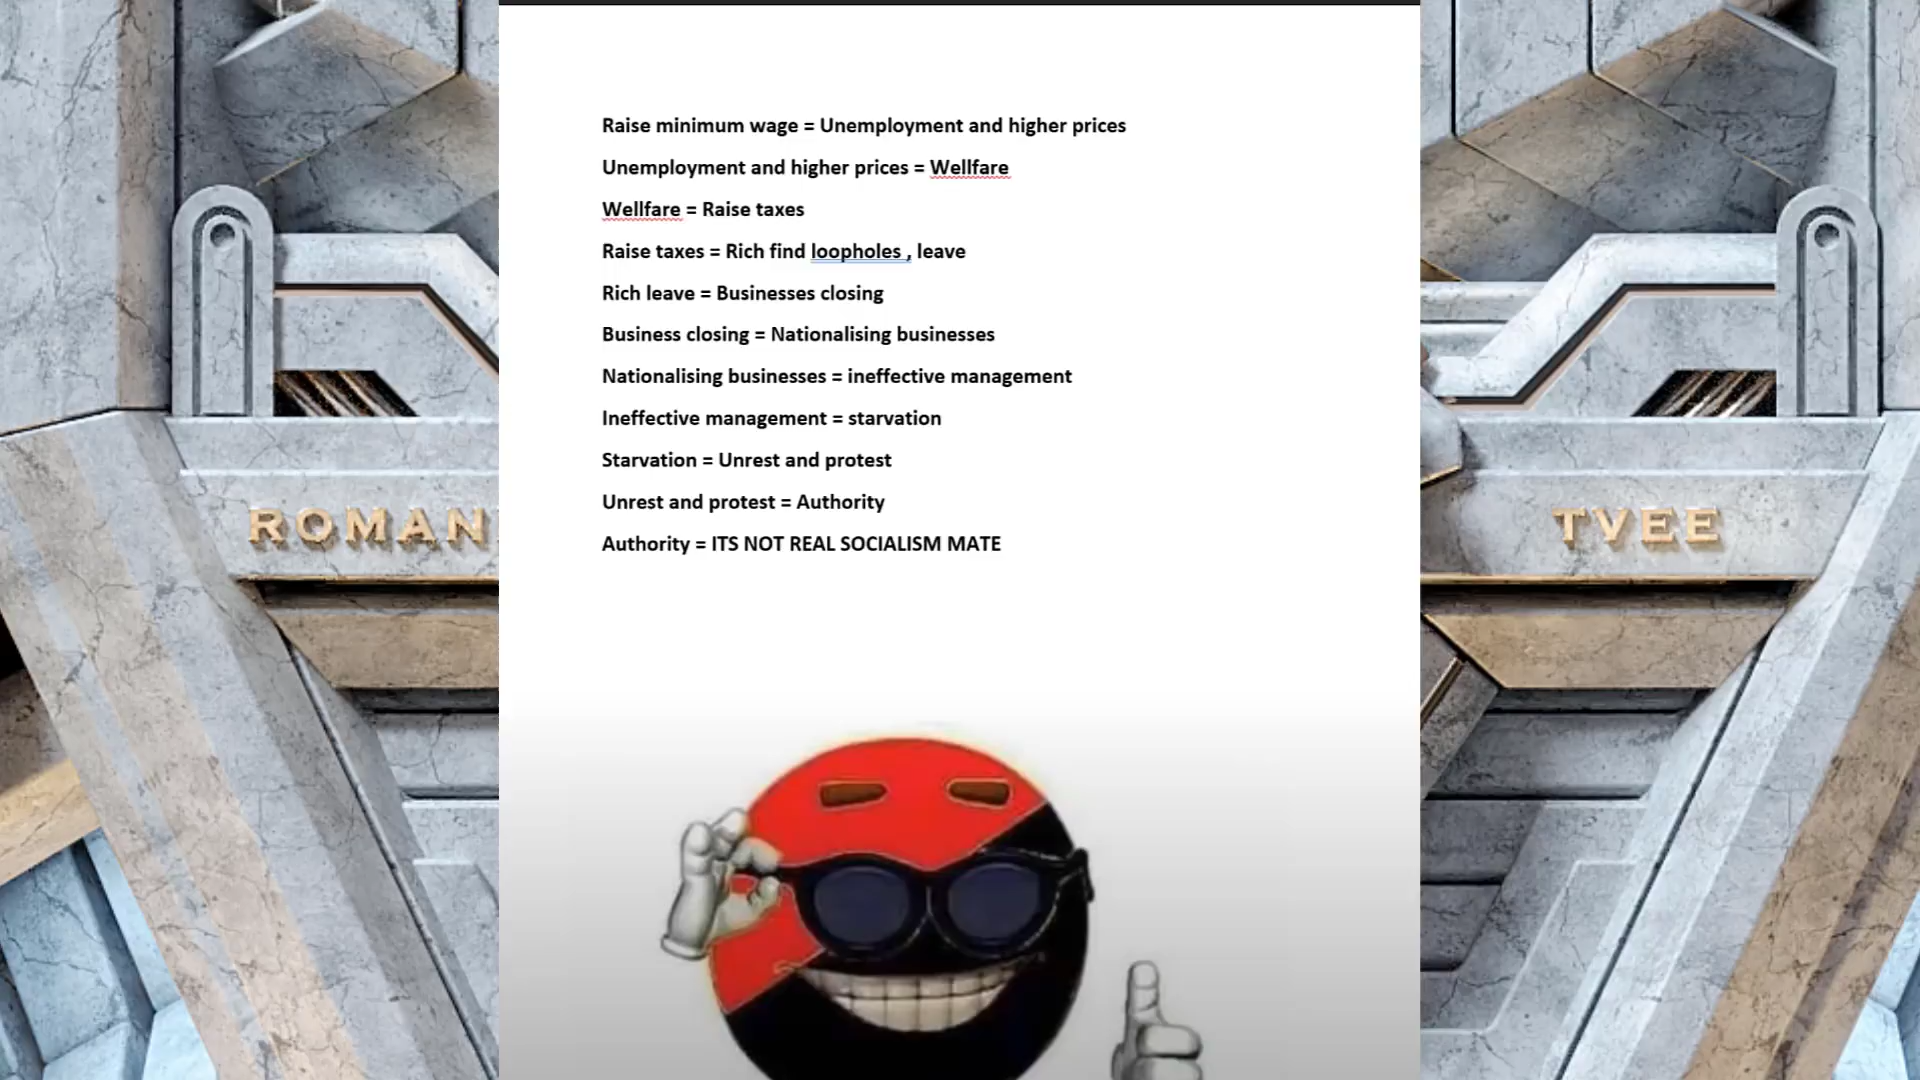 Raise minimum wage = Unemployment and higher prices
Unemployment and higher prices = Wellfare
Wellfare = Raise taxes
Raise taxes = Rich find loopholes , leave
Rich leave = Businesses closing
Business closing = Nationalising businesses
Nationalising businesses = ineffective management
Ineffective management = starvation
Starvation = Unrest and protest
Unrest and protest = Authority
Authority = ITS NOT REAL SOCIALISM MATE
ROMAN
TVEE